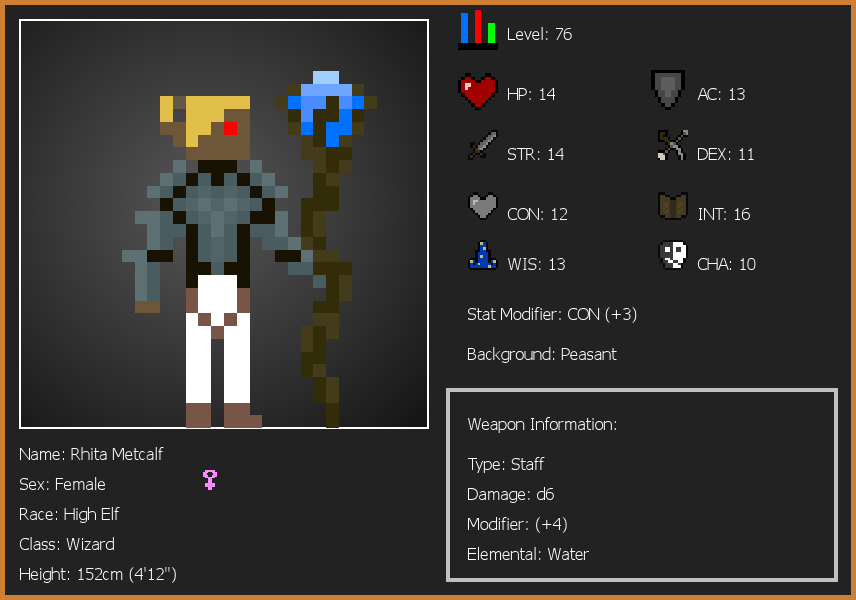 Level: 76
HP: 14
AC: 13
STR: 14
DEX: 11
CON: 12
INT: 16
WIS: 13
CHA: 10
Stat Modifier: CON (+3)
Background: Peasant
Weapon Information:
Type: Staff
Damage: d6
Modifier: (+4)
Elemental: Water
Name: Rhita Metcalf
Sex: Female
Race: High Elf
Class: Wizard
Height: 152cm (4'12")